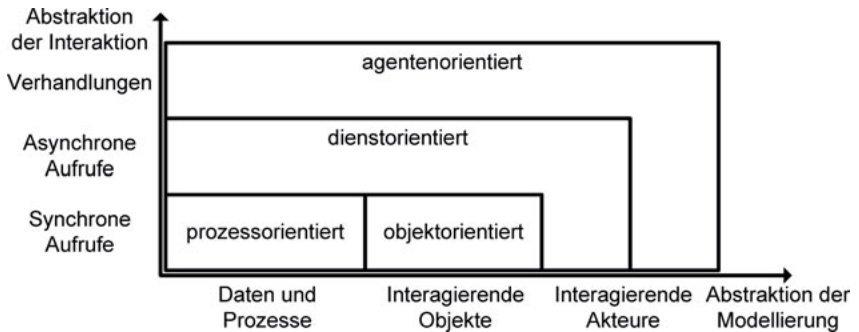 Abstraktion
der Interaktion
Verhandlungen
Asynchrone
Aufrufe
Synchrone
Aufrufe
agentenorientiert
dienstorientiert
prozessorientiert
objektorientiert
Daten und
Prozesse
Interagierende
Objekte
Interagierende
Akteure
Abstraktion der
Modellierung